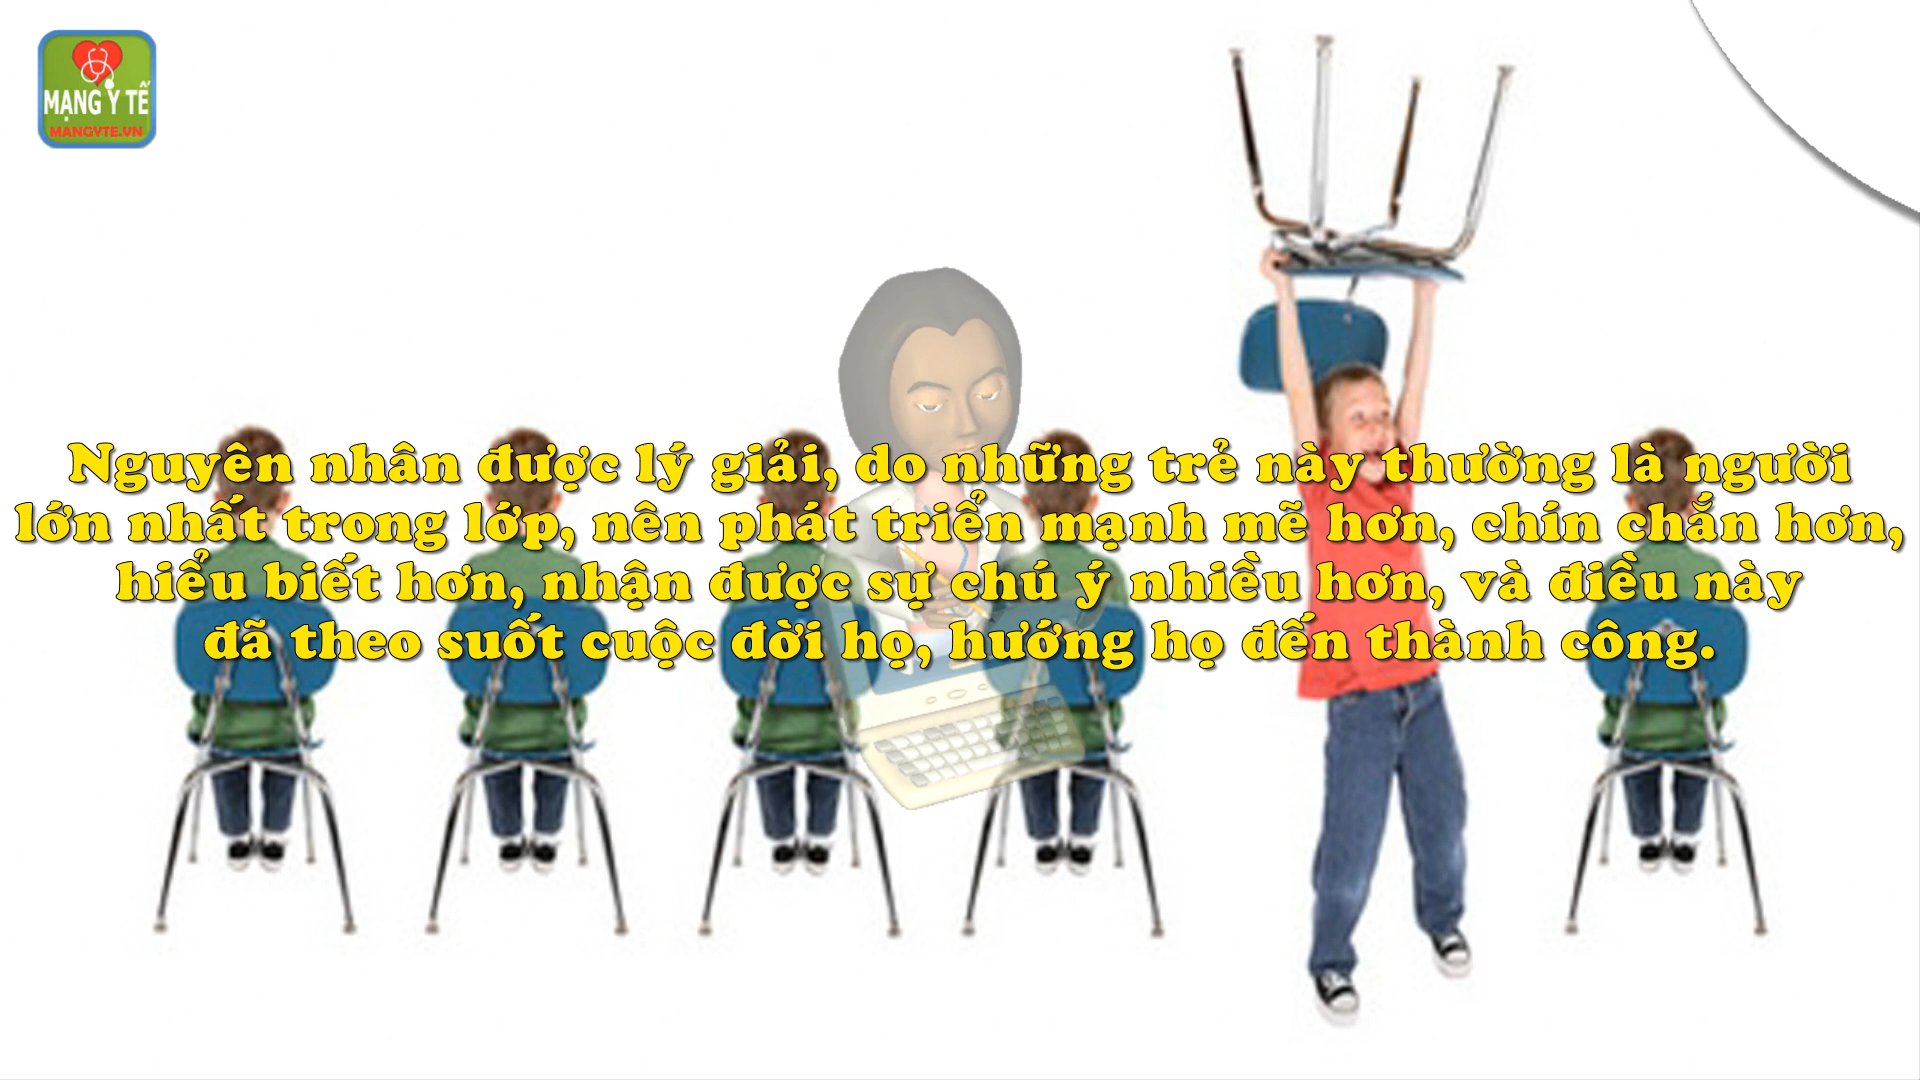 MẠNG Y TẾ
MANGYTE.VN
Nguyên nhân được lý giải, do những trẻ này thường là người
lớn nhất trong lớp, nên phát triển mạnh mẽ hơn, chín chắn hơn,
hiểu biết hơn, nhận được sự chú ý nhiều hơn, và điều này
đã theo suốt cuộc đời họ, hướng họ đến thành công.